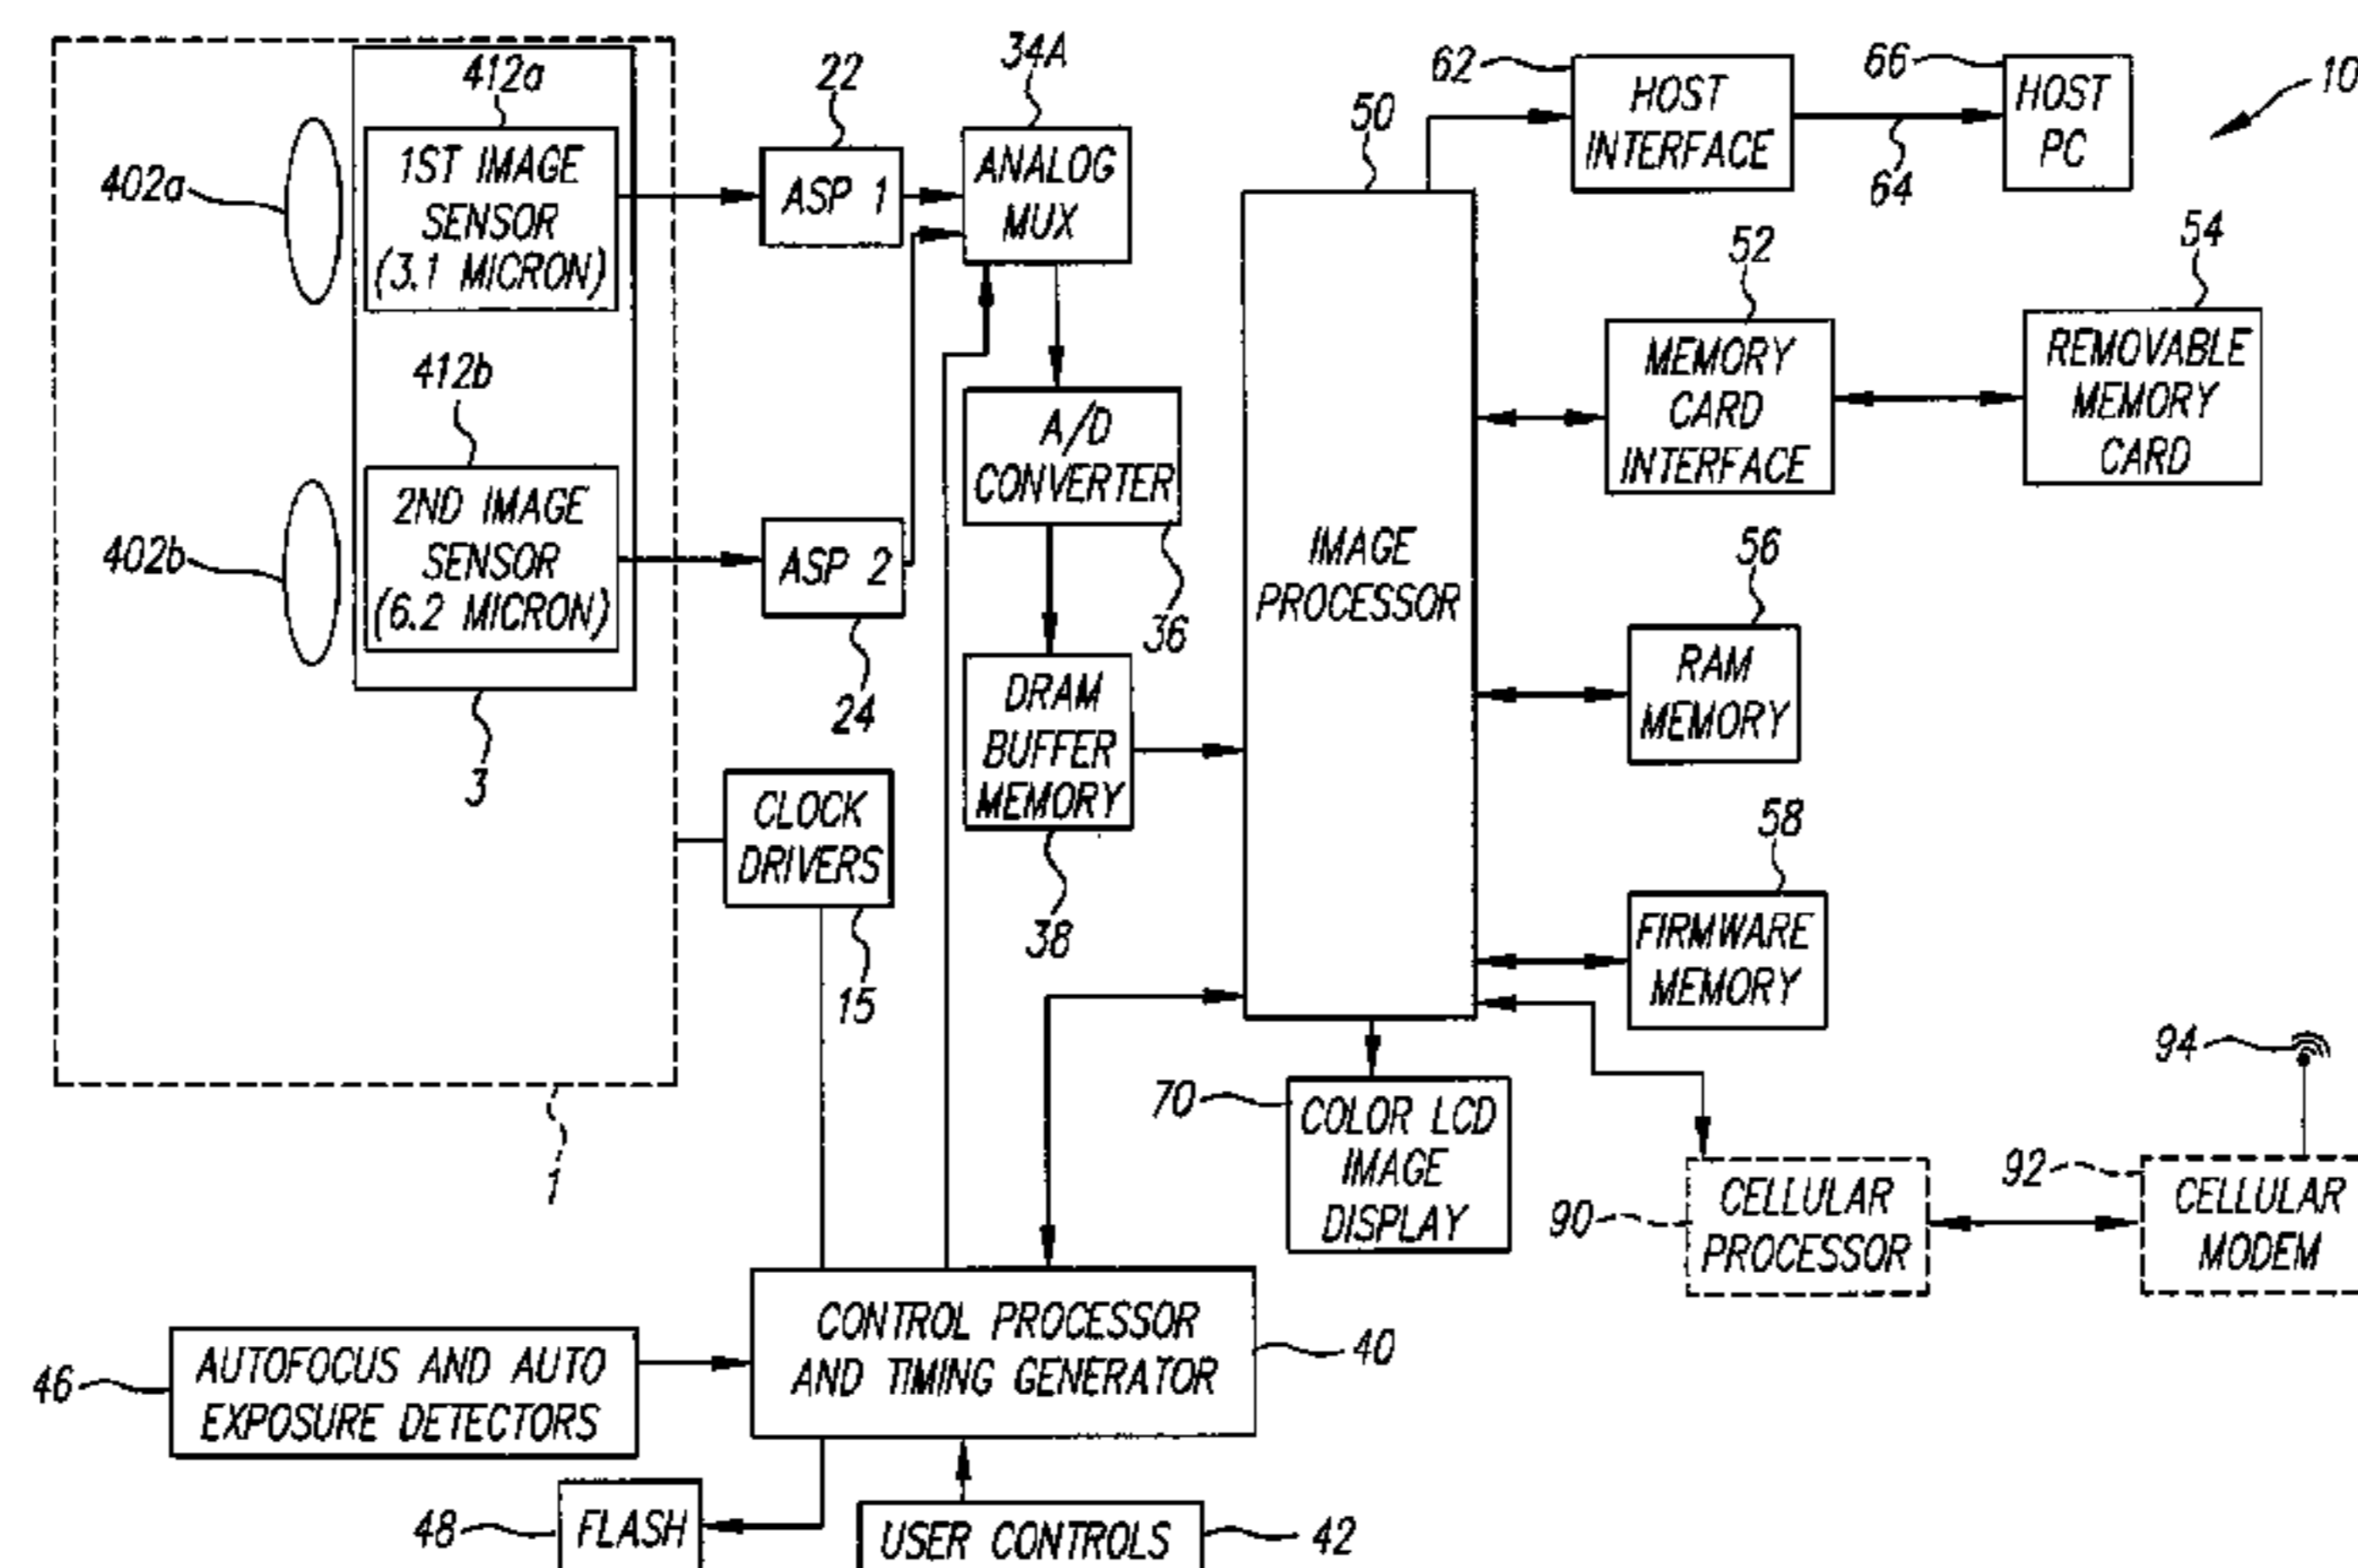 412a
1ST IMAGE
SENSOR
(3.1 MICRON)
402a
412b
2ND IMAGE
SENSOR
(6.2 MICRON)
402b
3
1
22
ASP 1
ASP 2
24
34A
ANALOG
MUX
A/D
CONVERTER
36
DRAM
BUFFER
MEMORY
38
CLOCK
DRIVERS
15
50
IMAGE
PROCESSOR
62
HOST
INTERFACE
64
66
HOST
PC
10
52
MEMORY
CARD
INTERFACE
54
REMOVABLE
MEMORY
CARD
56
RAM
MEMORY
58
FIRMWARE
MEMORY
70
COLOR LCD
IMAGE
DISPLAY
90
CELLULAR
PROCESSOR
92
CELLULAR
MODEM
94
CONTROL PROCESSOR
AND TIMING GENERATOR
40
46
AUTOFOCUS AND AUTO
EXPOSURE DETECTORS
48
FLASH
USER CONTROLS
42